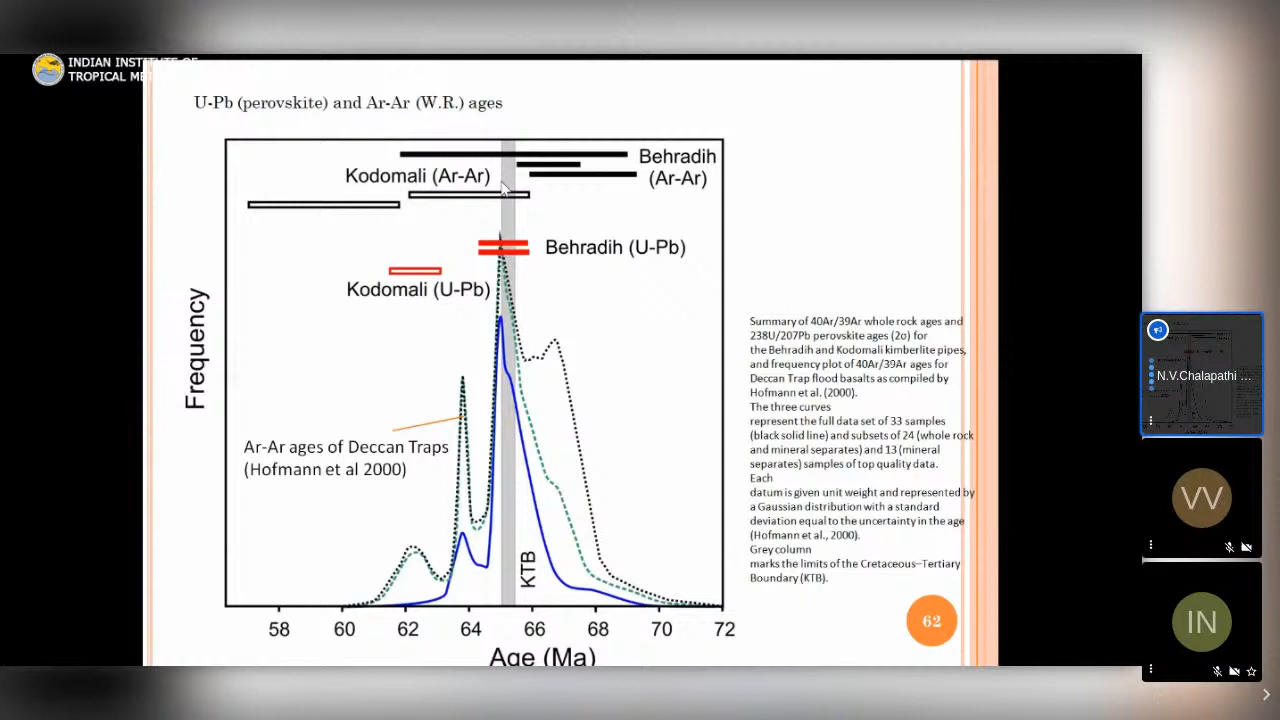 INDIAN INSTITUTE OF
TROPICAL ME
U-Pb (perovskite) and Ar-Ar (W.R.) ages
Behradih
(Ar-Ar)
Kodomali (Ar-Ar)
Behradih (U-Pb)
Kodomali (U-Pb)
Frequency
Ar-Ar ages of Deccan Traps
(Hofmann et al 2000)
KTB
58 60 62 64 66 68 70 72
Age (Ma)
Summary of 40Ar/39Ar whole rock ages and
238U/207Pb perovskite ages (2σ) for
the Behradih and Kodomali kimberlite pipes,
and frequency plot of 40Ar/39Ar ages for
Deccan Trap flood basalts as compiled by
Hofmann et al. (2000).
The three curves
represent the full data set of 33 samples
(black solid line) and subsets of 24 (whole rock
and mineral separates) and 13 (mineral
separates) samples of top quality data.
Each
datum is given unit weight and represented by
a Gaussian distribution with a standard
deviation equal to the uncertainty in the age
(Hofmann et al., 2000).
Grey column
marks the limits of the Cretaceous–Tertiary
Boundary (KTB).
62
N.V.Chalapathi ...
VV
IN